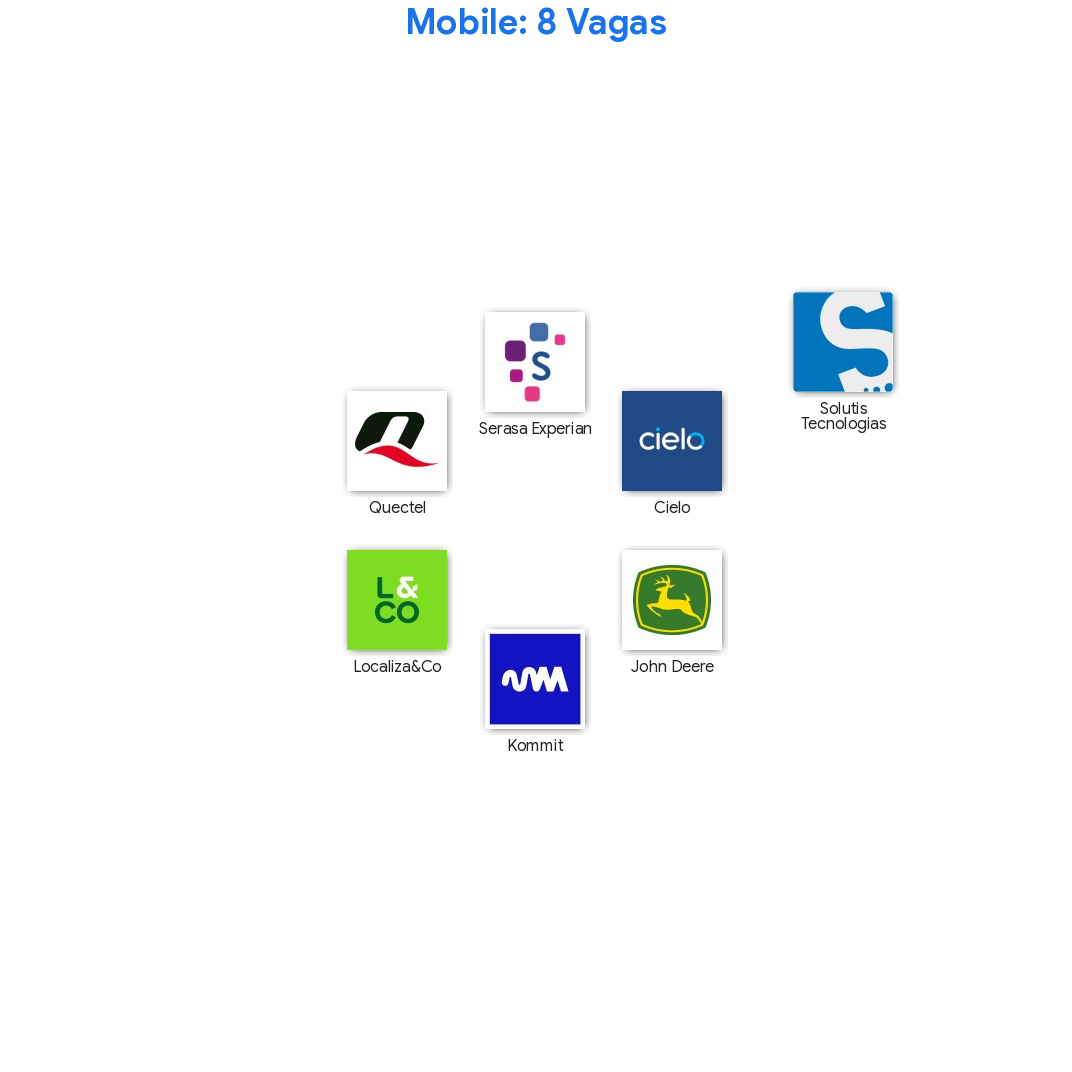 Mobile: 8 Vagas
S
Solutis
Tecnologias
S
Serasa Experian
cielo
Cielo
Quectel
L&
CO
Localiza&Co
John Deere
Kommit